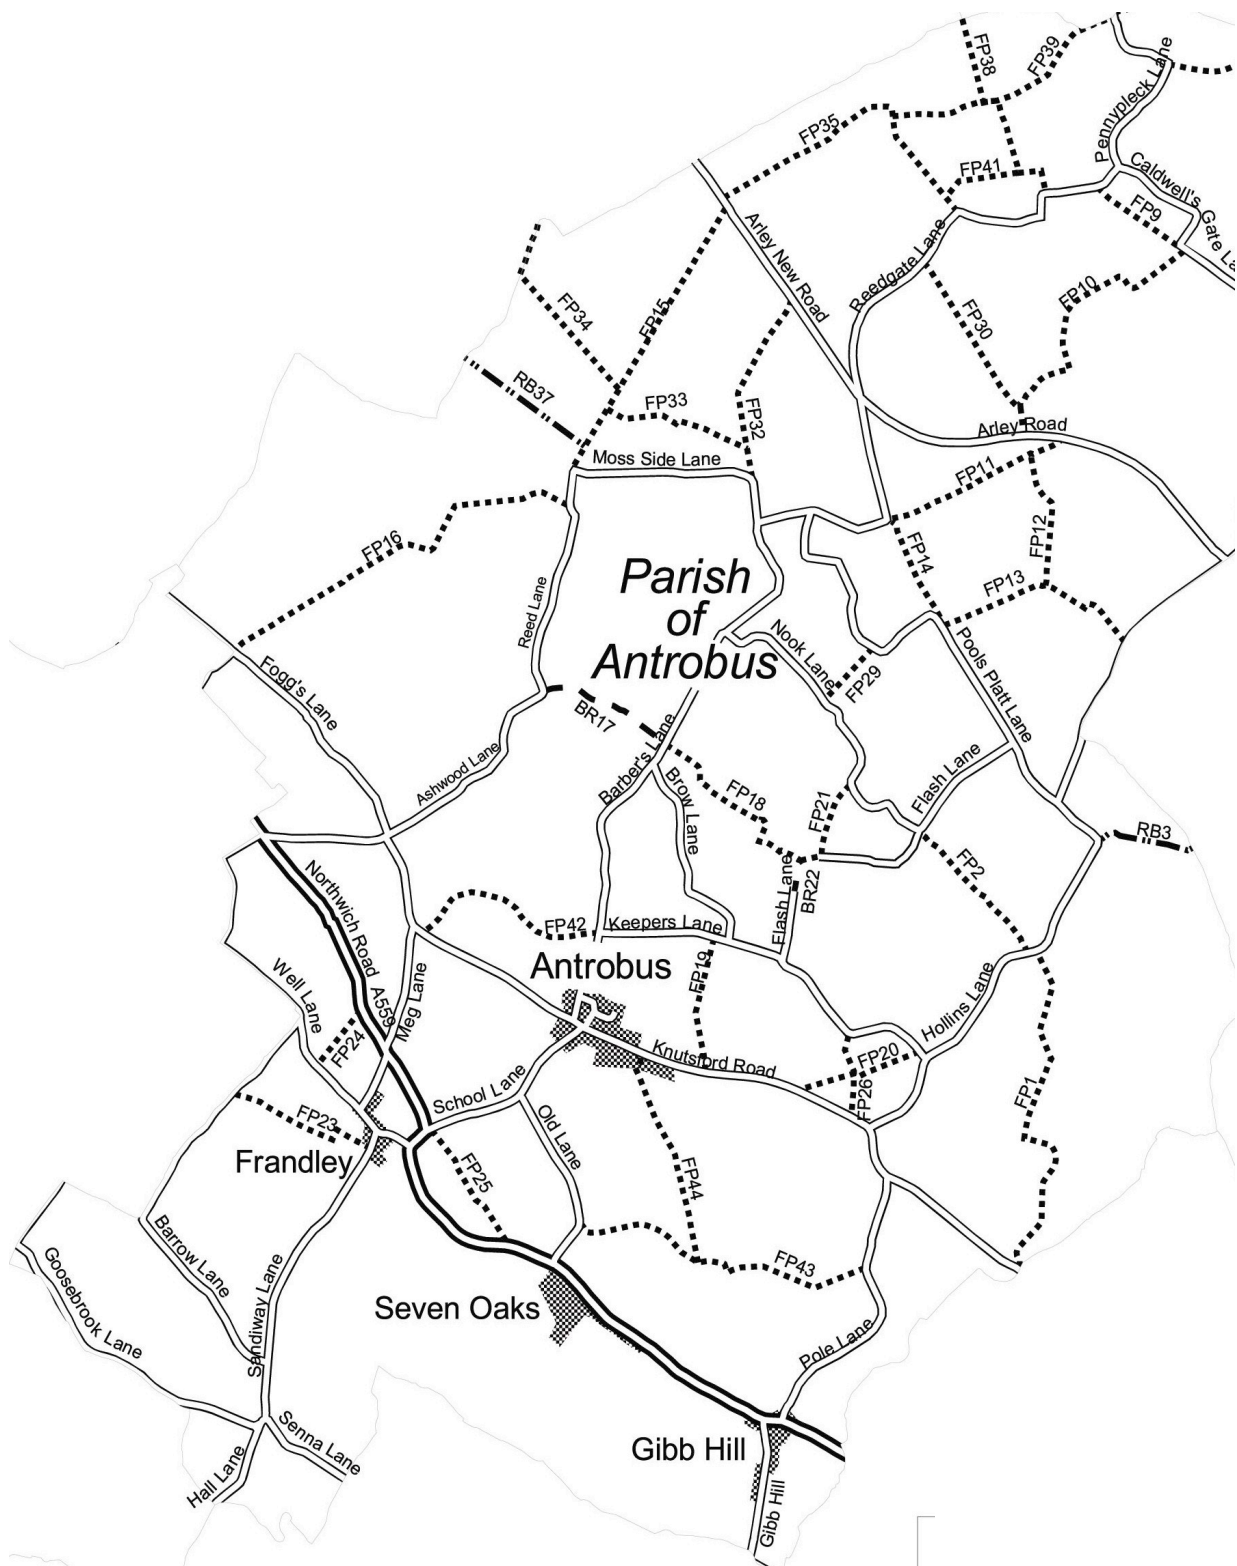 FP38
FP39
Pennypleck Lane
FP35
FP41
Caldwell's Gate La
FP9
Arley New Road
Reedgate Lane
FP34
FP15
FP30
FP10
RB37
FP33
FP32
Arley Road
Moss Side Lane
FP11
FP16
FP14
FP12
FP13
Parish
of
Antrobus
Reed Lane
Nook Lane
FP29
Pools Platt Lane
Fogg's Lane
BR17
Barber's Lane
Ashwood Lane
Brow Lane
FP18
FP21
Flash Lane
RB3
FP2
Northwich Road A559
Flash Lane
BR22
FP42
Keepers Lane
Antrobus
FP19
Well Lane
Meg Lane
Hollins Lane
FP24
Knutsford Road
FP20
FP26
FP1
School Lane
FP23
Old Lane
Frandley
FP25
FP44
Barrow Lane
Goosebrook Lane
Sandiway Lane
FP43
Seven Oaks
Pole Lane
Senna Lane
Gibb Hill
Hall Lane
Gibb Hill